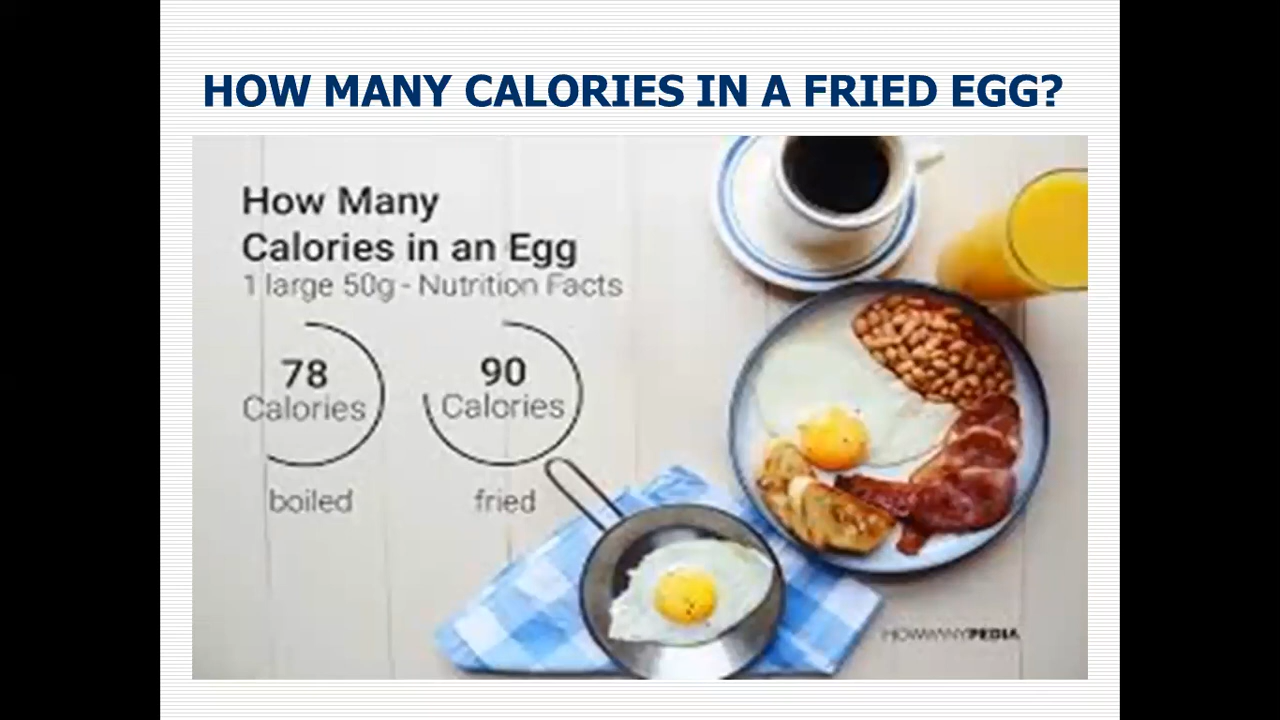 HOW MANY CALORIES IN A FRIED EGG?
How Many
Calories in an Egg
1 large 50g - Nutrition Facts
78
Calories
boiled
90
Calories
fried
HOWMANYPEDIA